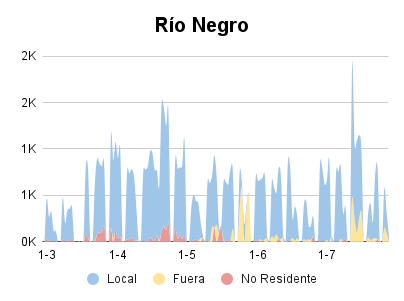 Río Negro
2K
2K
1K
1K
0K
1-3 1-4 1-5 1-6 1-7
Local Fuera No Residente